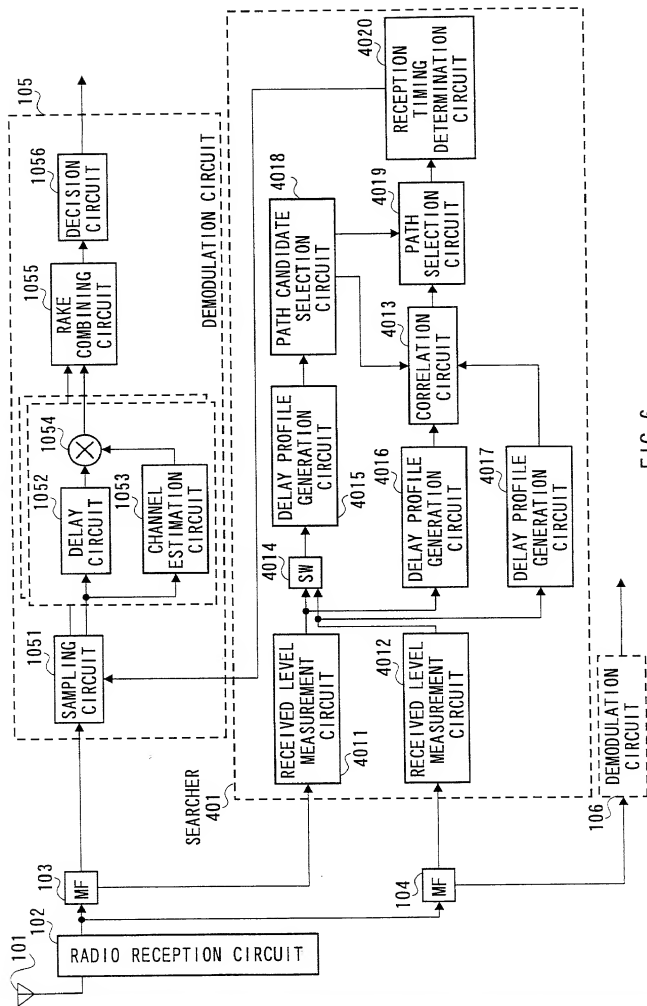 101
102
RADIO RECEPTION CIRCUIT
103
MF
104
MF
105
DEMODULATION CIRCUIT
1051
SAMPLING
CIRCUIT
1052
DELAY
CIRCUIT
1053
CHANNEL
ESTIMATION
CIRCUIT
1054
1055
RAKE
COMBINING
CIRCUIT
1056
DECISION
CIRCUIT
SEARCHER
401
RECEIVED LEVEL
MEASUREMENT
CIRCUIT
4011
4012
RECEIVED LEVEL
MEASUREMENT
CIRCUIT
4014
SW
DELAY PROFILE
GENERATION
CIRCUIT
4015
4016
DELAY PROFILE
GENERATION
CIRCUIT
4017
DELAY PROFILE
GENERATION
CIRCUIT
4018
PATH CANDIDATE
SELECTION
CIRCUIT
4013
CORRELATION
CIRCUIT
4019
PATH
SELECTION
CIRCUIT
4020
RECEPTION
TIMING
DETERMINATION
CIRCUIT
106
DEMODULATION
CIRCUIT
FIG. 6